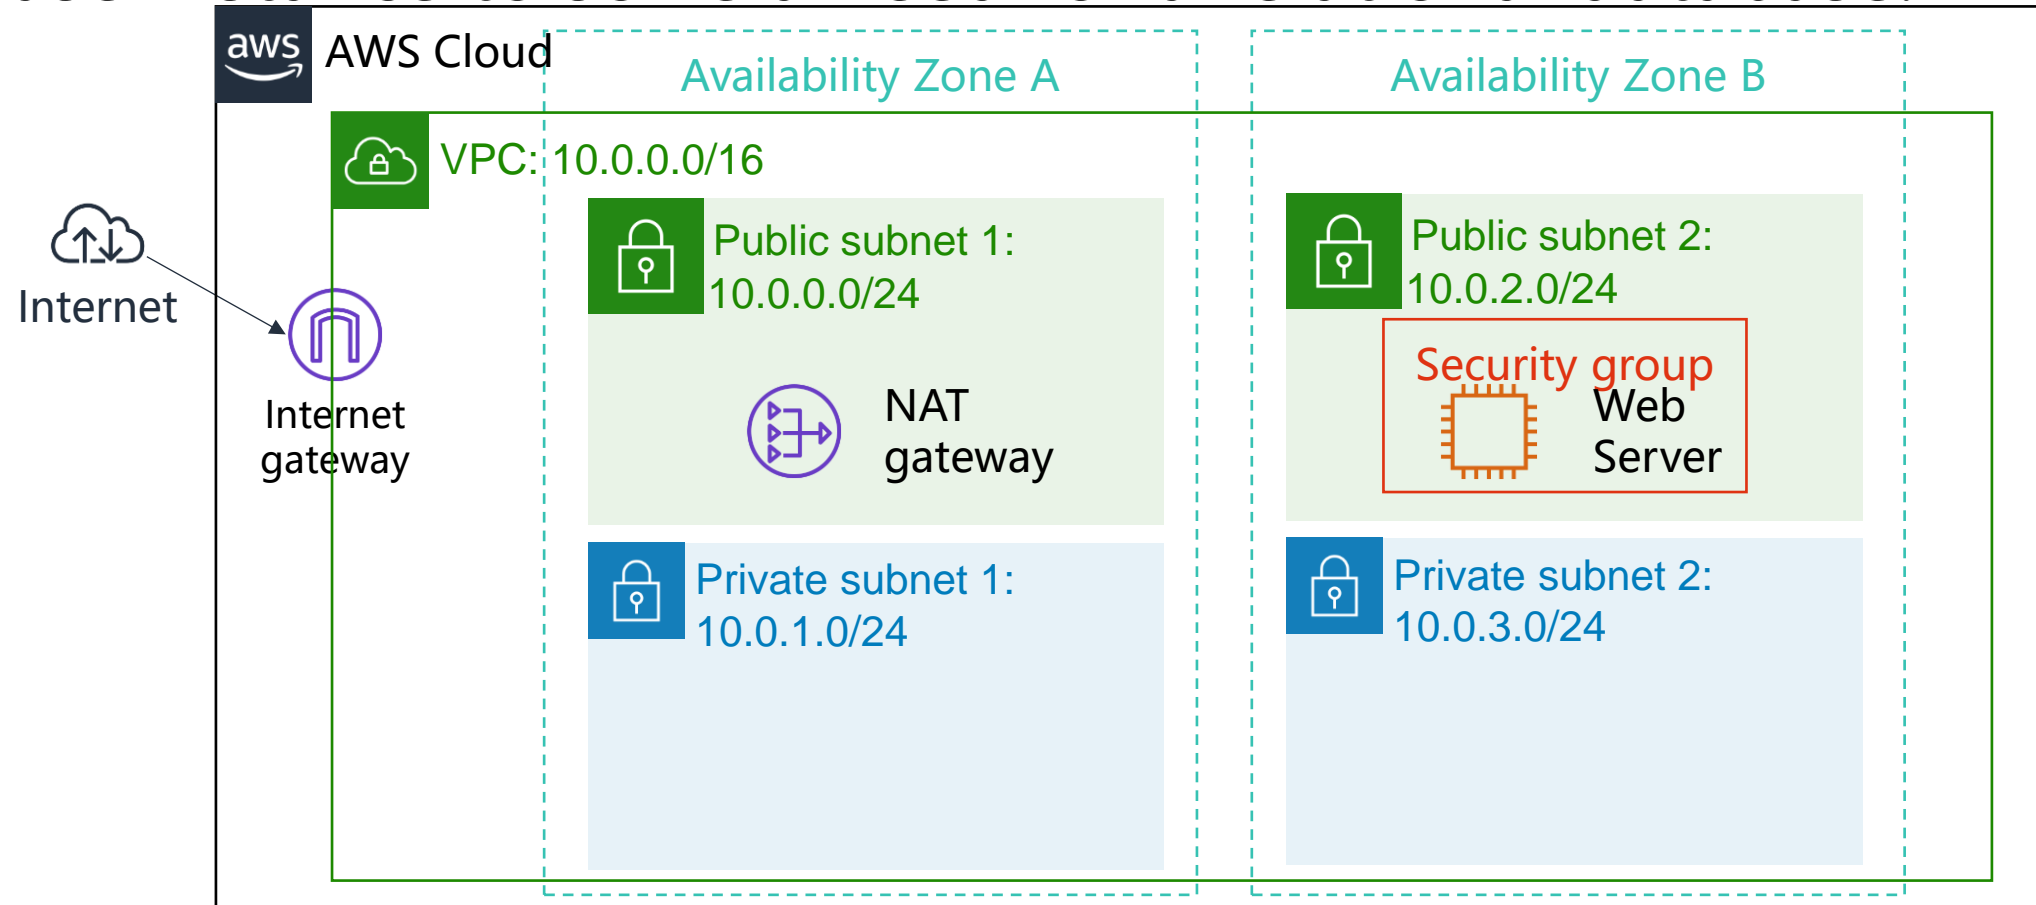 aws
AWS Cloud
Availability Zone A
Availability Zone B
VPC: 10.0.0.0/16
Public subnet 1:
10.0.0.0/24
Public subnet 2:
10.0.2.0/24
Internet
Internet
gateway
NAT
gateway
Security group
Web
Server
Private subnet 1:
10.0.1.0/24
Private subnet 2:
10.0.3.0/24